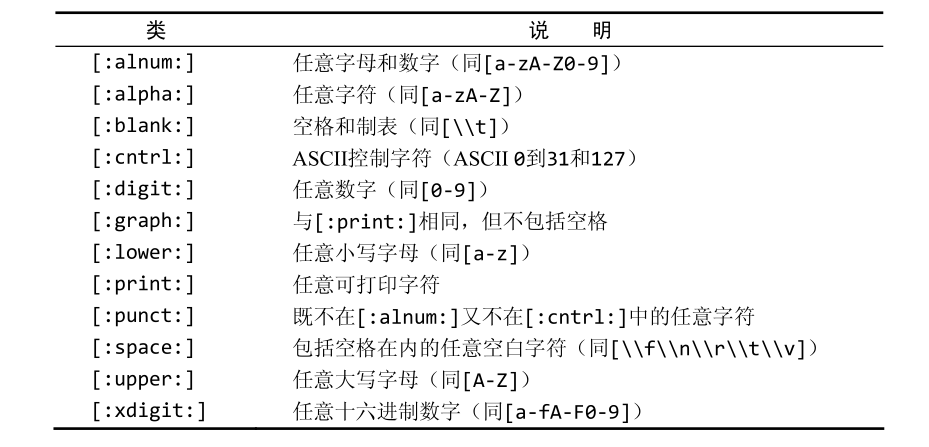 类 说 明
[:alnum:] 任意字母和数字（同[a-zA-Z0-9]）
[:alpha:] 任意字符（同[a-zA-Z]）
[:blank:] 空格和制表（同[\\t]）
[:cntrl:] ASCII控制字符（ASCII 0到31和127）
[:digit:] 任意数字（同[0-9]）
[:graph:] 与[:print:]相同，但不包括空格
[:lower:] 任意小写字母（同[a-z]）
[:print:] 任意可打印字符
[:punct:] 既不在[:alnum:]又不在[:cntrl:]中的任意字符
[:space:] 包括空格在内的任意空白字符（同[\\f\\n\\r\\t\\v]）
[:upper:] 任意大写字母（同[A-Z]）
[:xdigit:] 任意十六进制数字（同[a-fA-F0-9]）